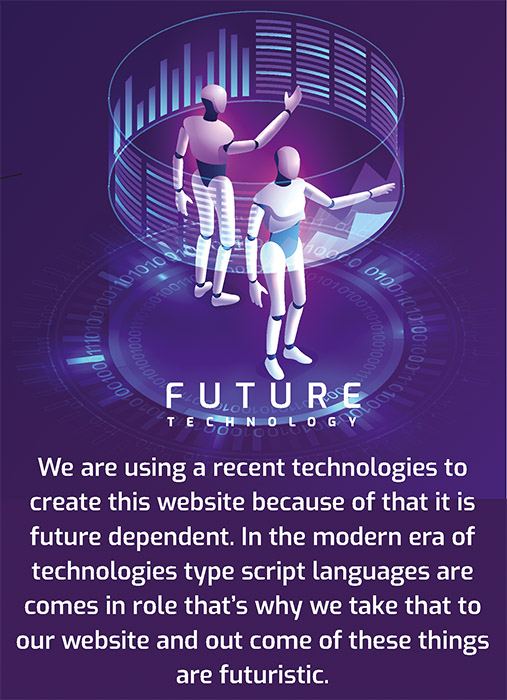 FUTURE
TECHNOLOGY
We are using a recent technologies to
create this website because of that it is
future dependent. In the modern era of
technologies type script languages are
comes in role that's why we take that to
our website and out come of these things
are futuristic.